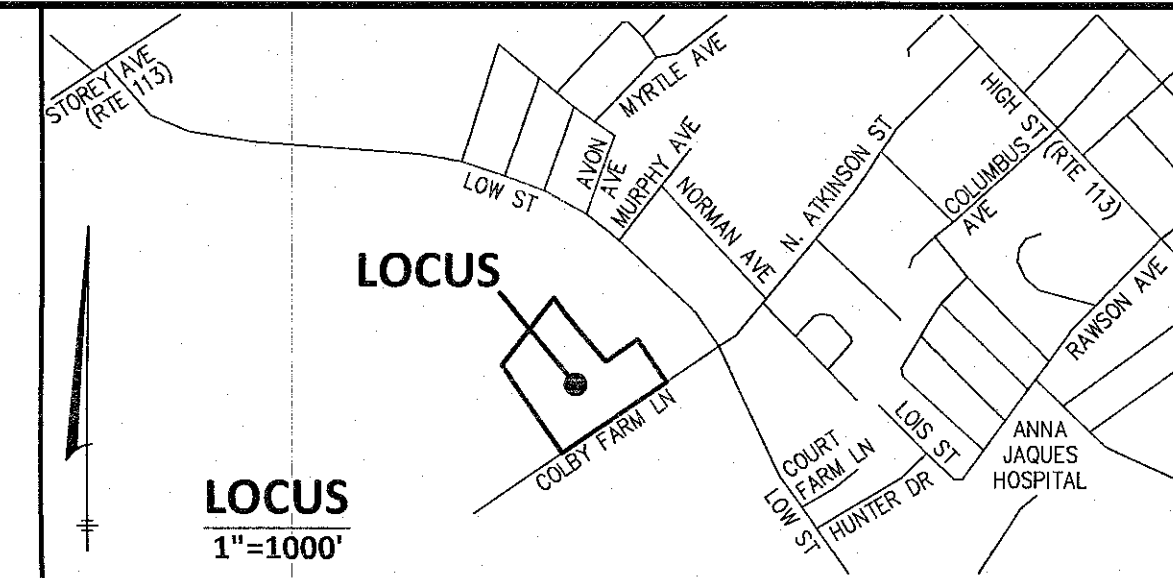 STOREY AVE
(RTE 113)
LOW ST
AVON
AVE
MYRTLE AVE
MURPHY AVE
NORMAN AVE
N. ATKINSON ST
HIGH ST
(RTE 113)
COLUMBUS
AVE
RAWSON AVE
LOCUS
COLBY FARM LN
LOIS ST
COURT
FARM LN
HUNTER DR
LOW ST
ANNA
JAQUES
HOSPITAL
LOCUS
1"=1000'